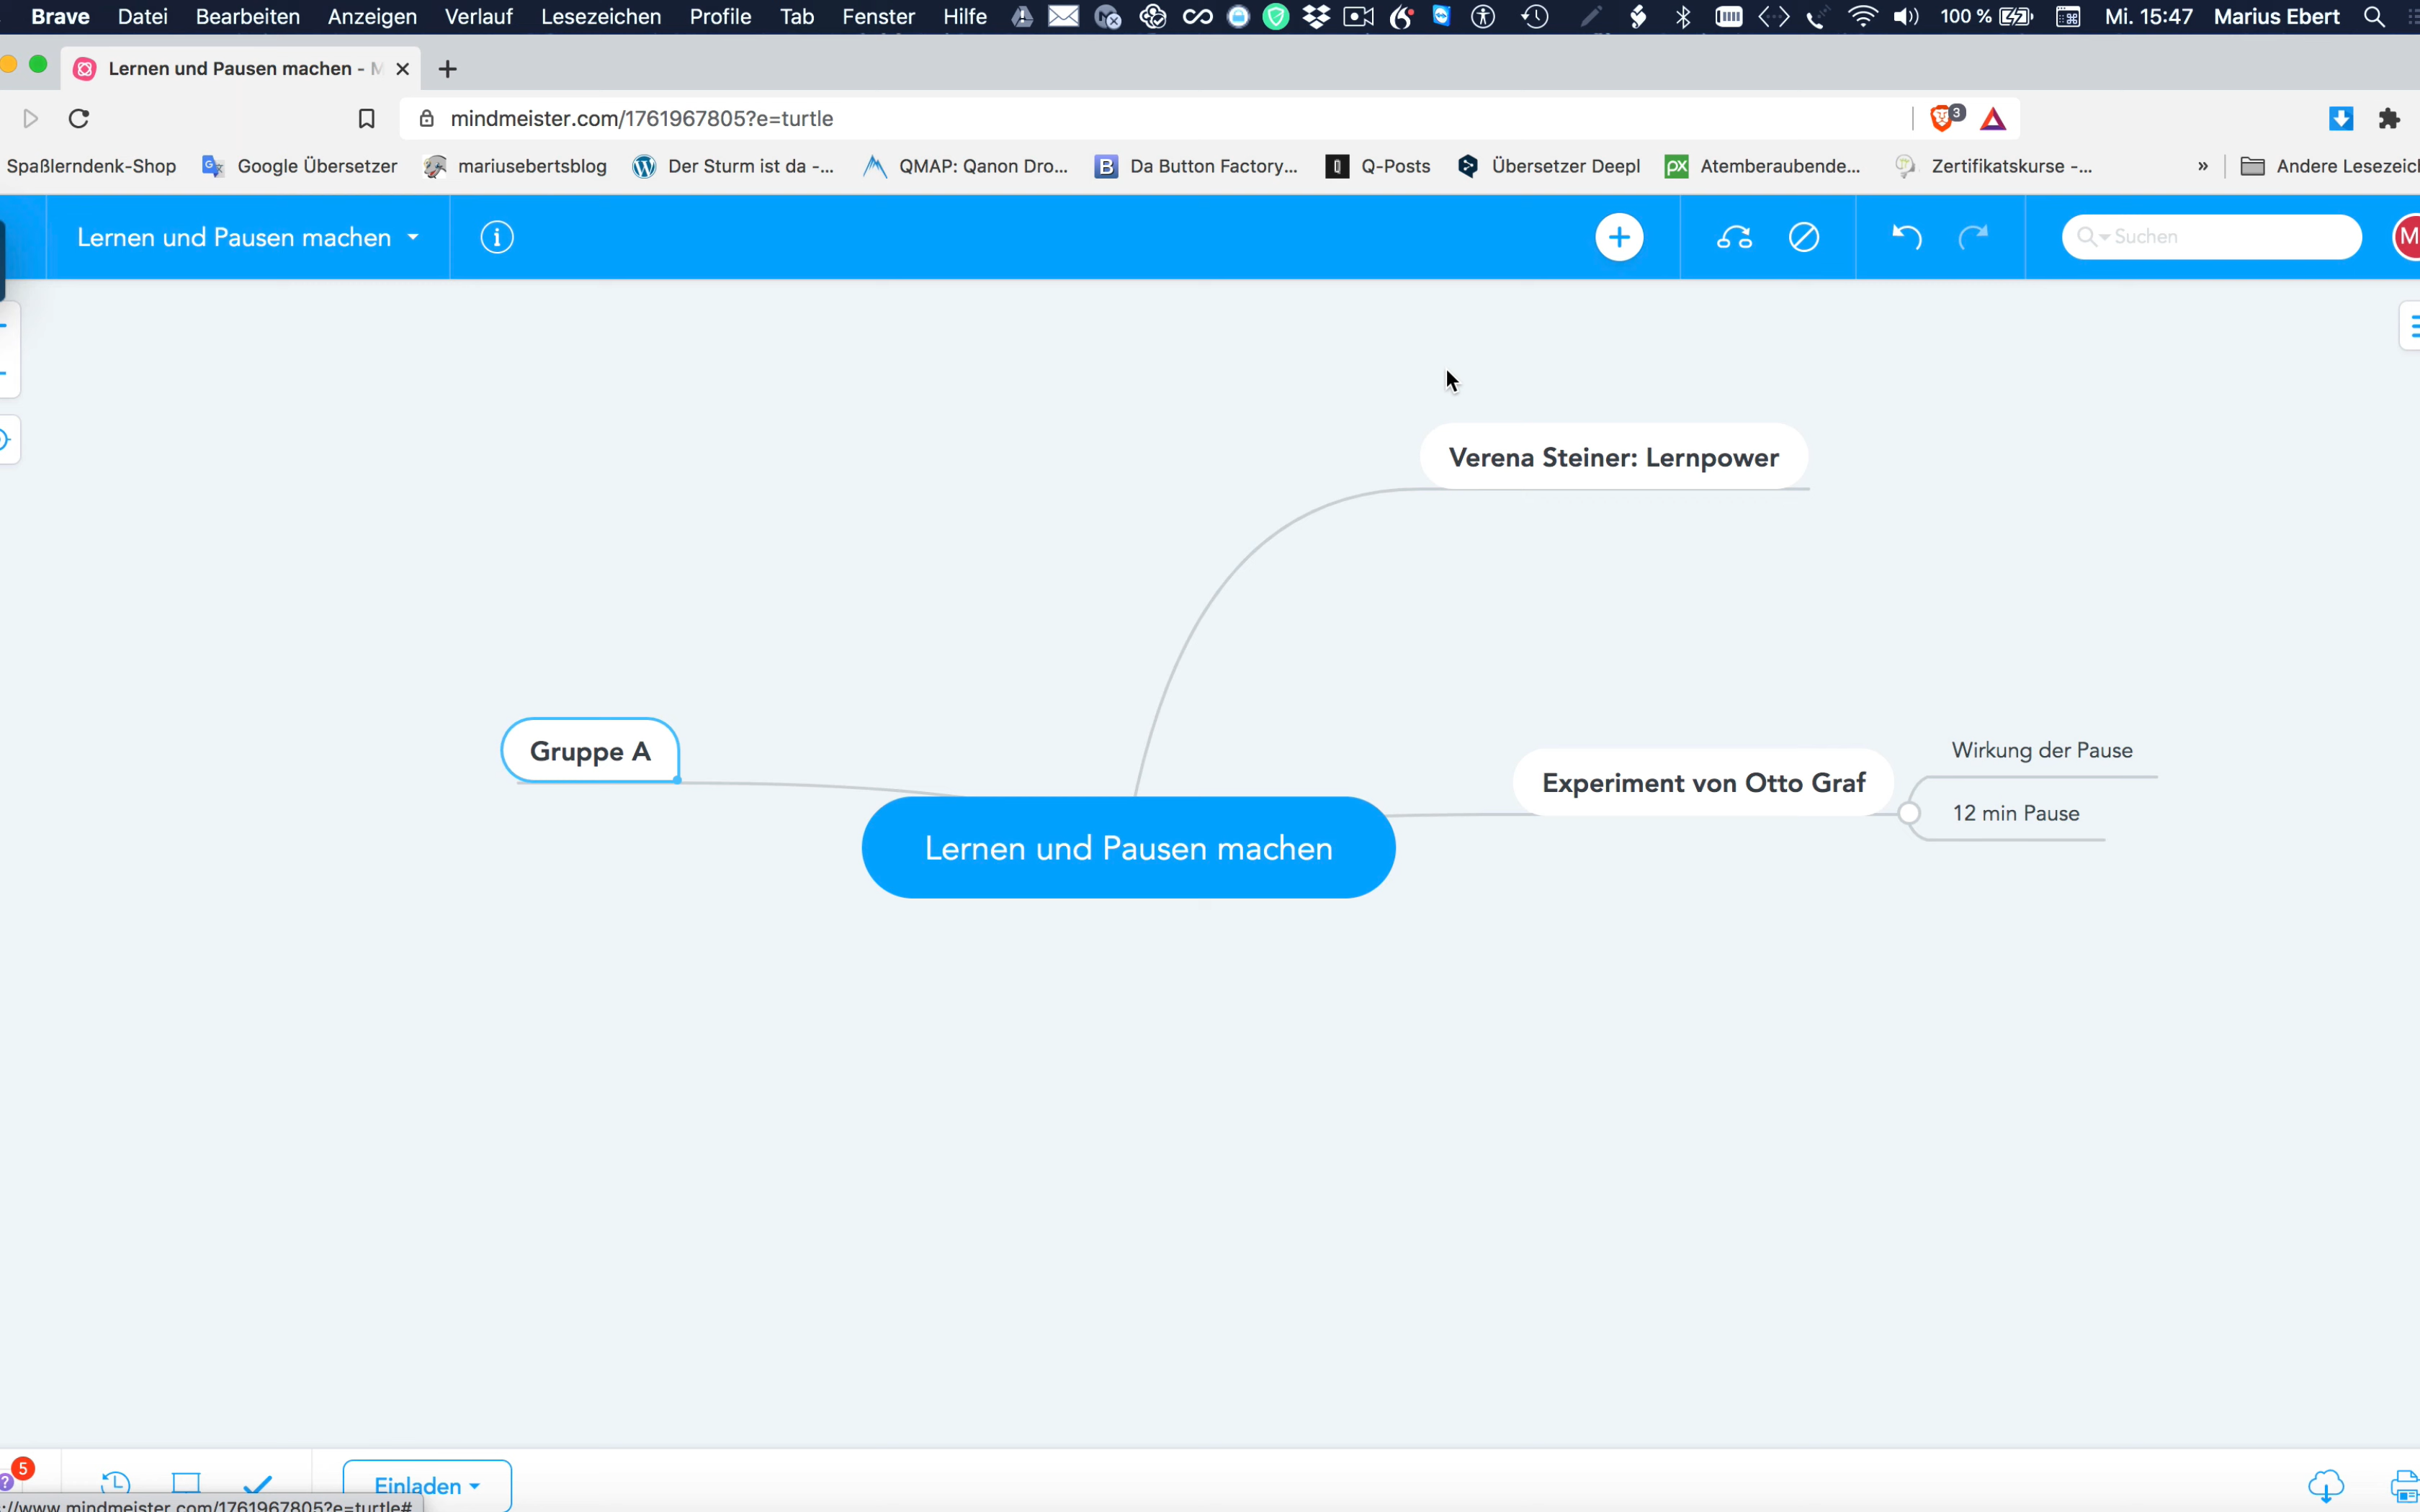 Brave Datei Bearbeiten Anzeigen Verlauf Lesezeichen Profile Tab Fenster Hilfe 100 % Mi. 15:47 Marius Ebert
Lernen und Pausen machen - M
mindmeister.com/1761967805?e=turtle 3
Spaßlerndenk-Shop Google Übersetzer mariusebertsblog Der Sturm ist da -... QMAP: Qanon Dro... B Da Button Factory... Q-Posts Übersetzer Deepl px Atemberaubende... Zertifikatskurse -... » Andere Lesezeich
Lernen und Pausen machen Suchen M
Verena Steiner: Lernpower
Gruppe A
Wirkung der Pause
Experiment von Otto Graf
12 min Pause
Lernen und Pausen machen
5
? Einladen
://www.mindmeister.com/1761967805?e=turtle#